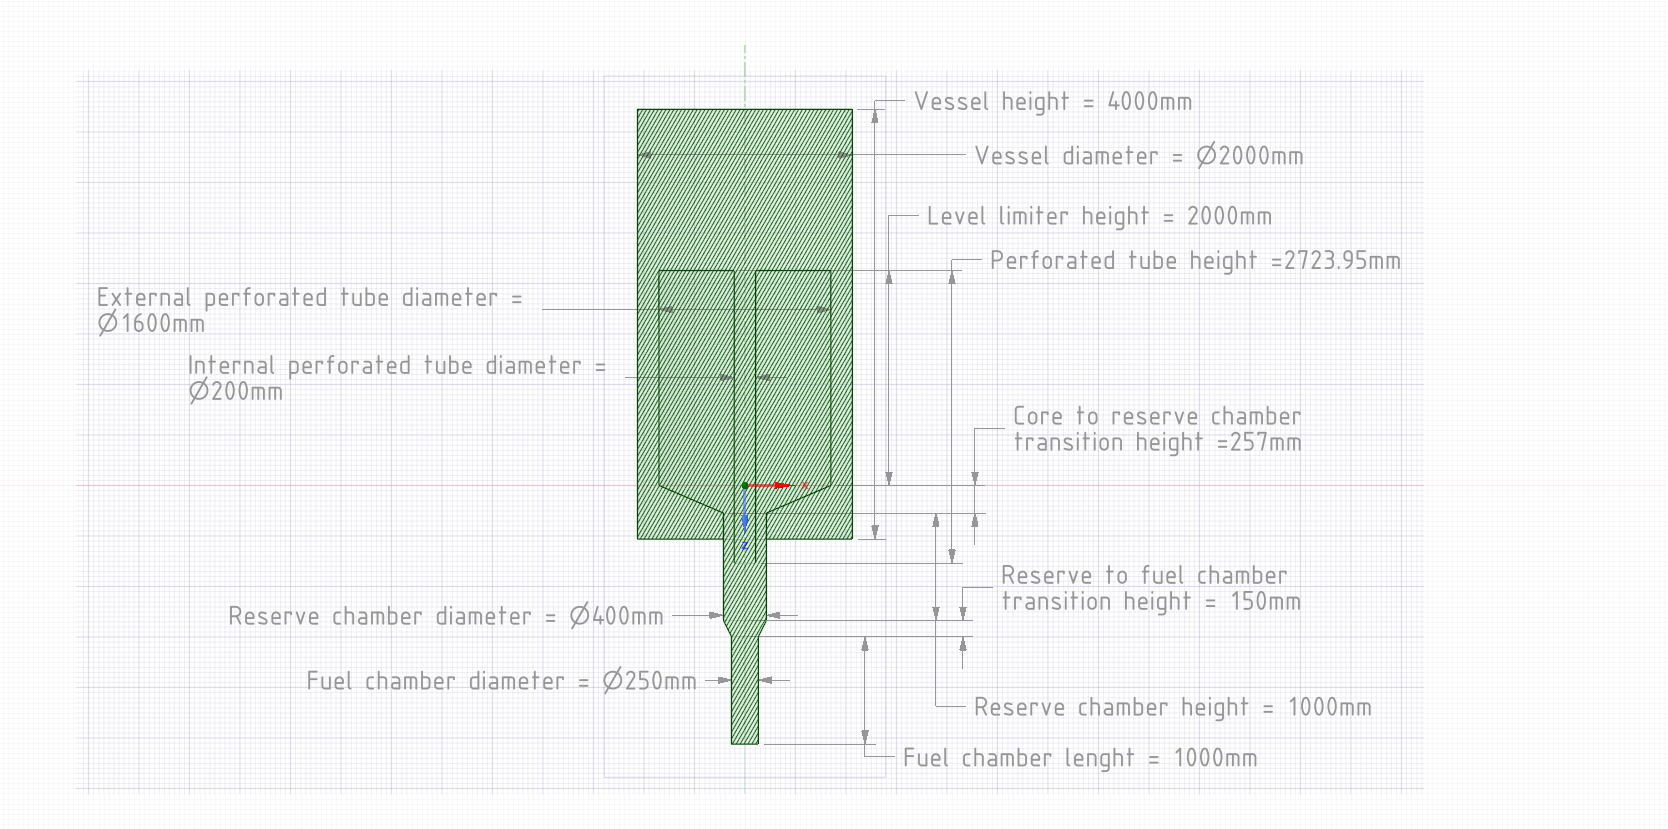 Vessel height = 4000mm
Vessel diameter = Ø2000mm
Level limiter height = 2000mm
Perforated tube height =2723.95mm
External perforated tube diameter =
Ø1600mm
Internal perforated tube diameter =
Ø200mm
Core to reserve chamber
transition height =257mm
x
z
Reserve to fuel chamber
transition height = 150mm
Reserve chamber diameter = Ø400mm
Fuel chamber diameter = Ø250mm
Reserve chamber height = 1000mm
Fuel chamber lenght = 1000mm